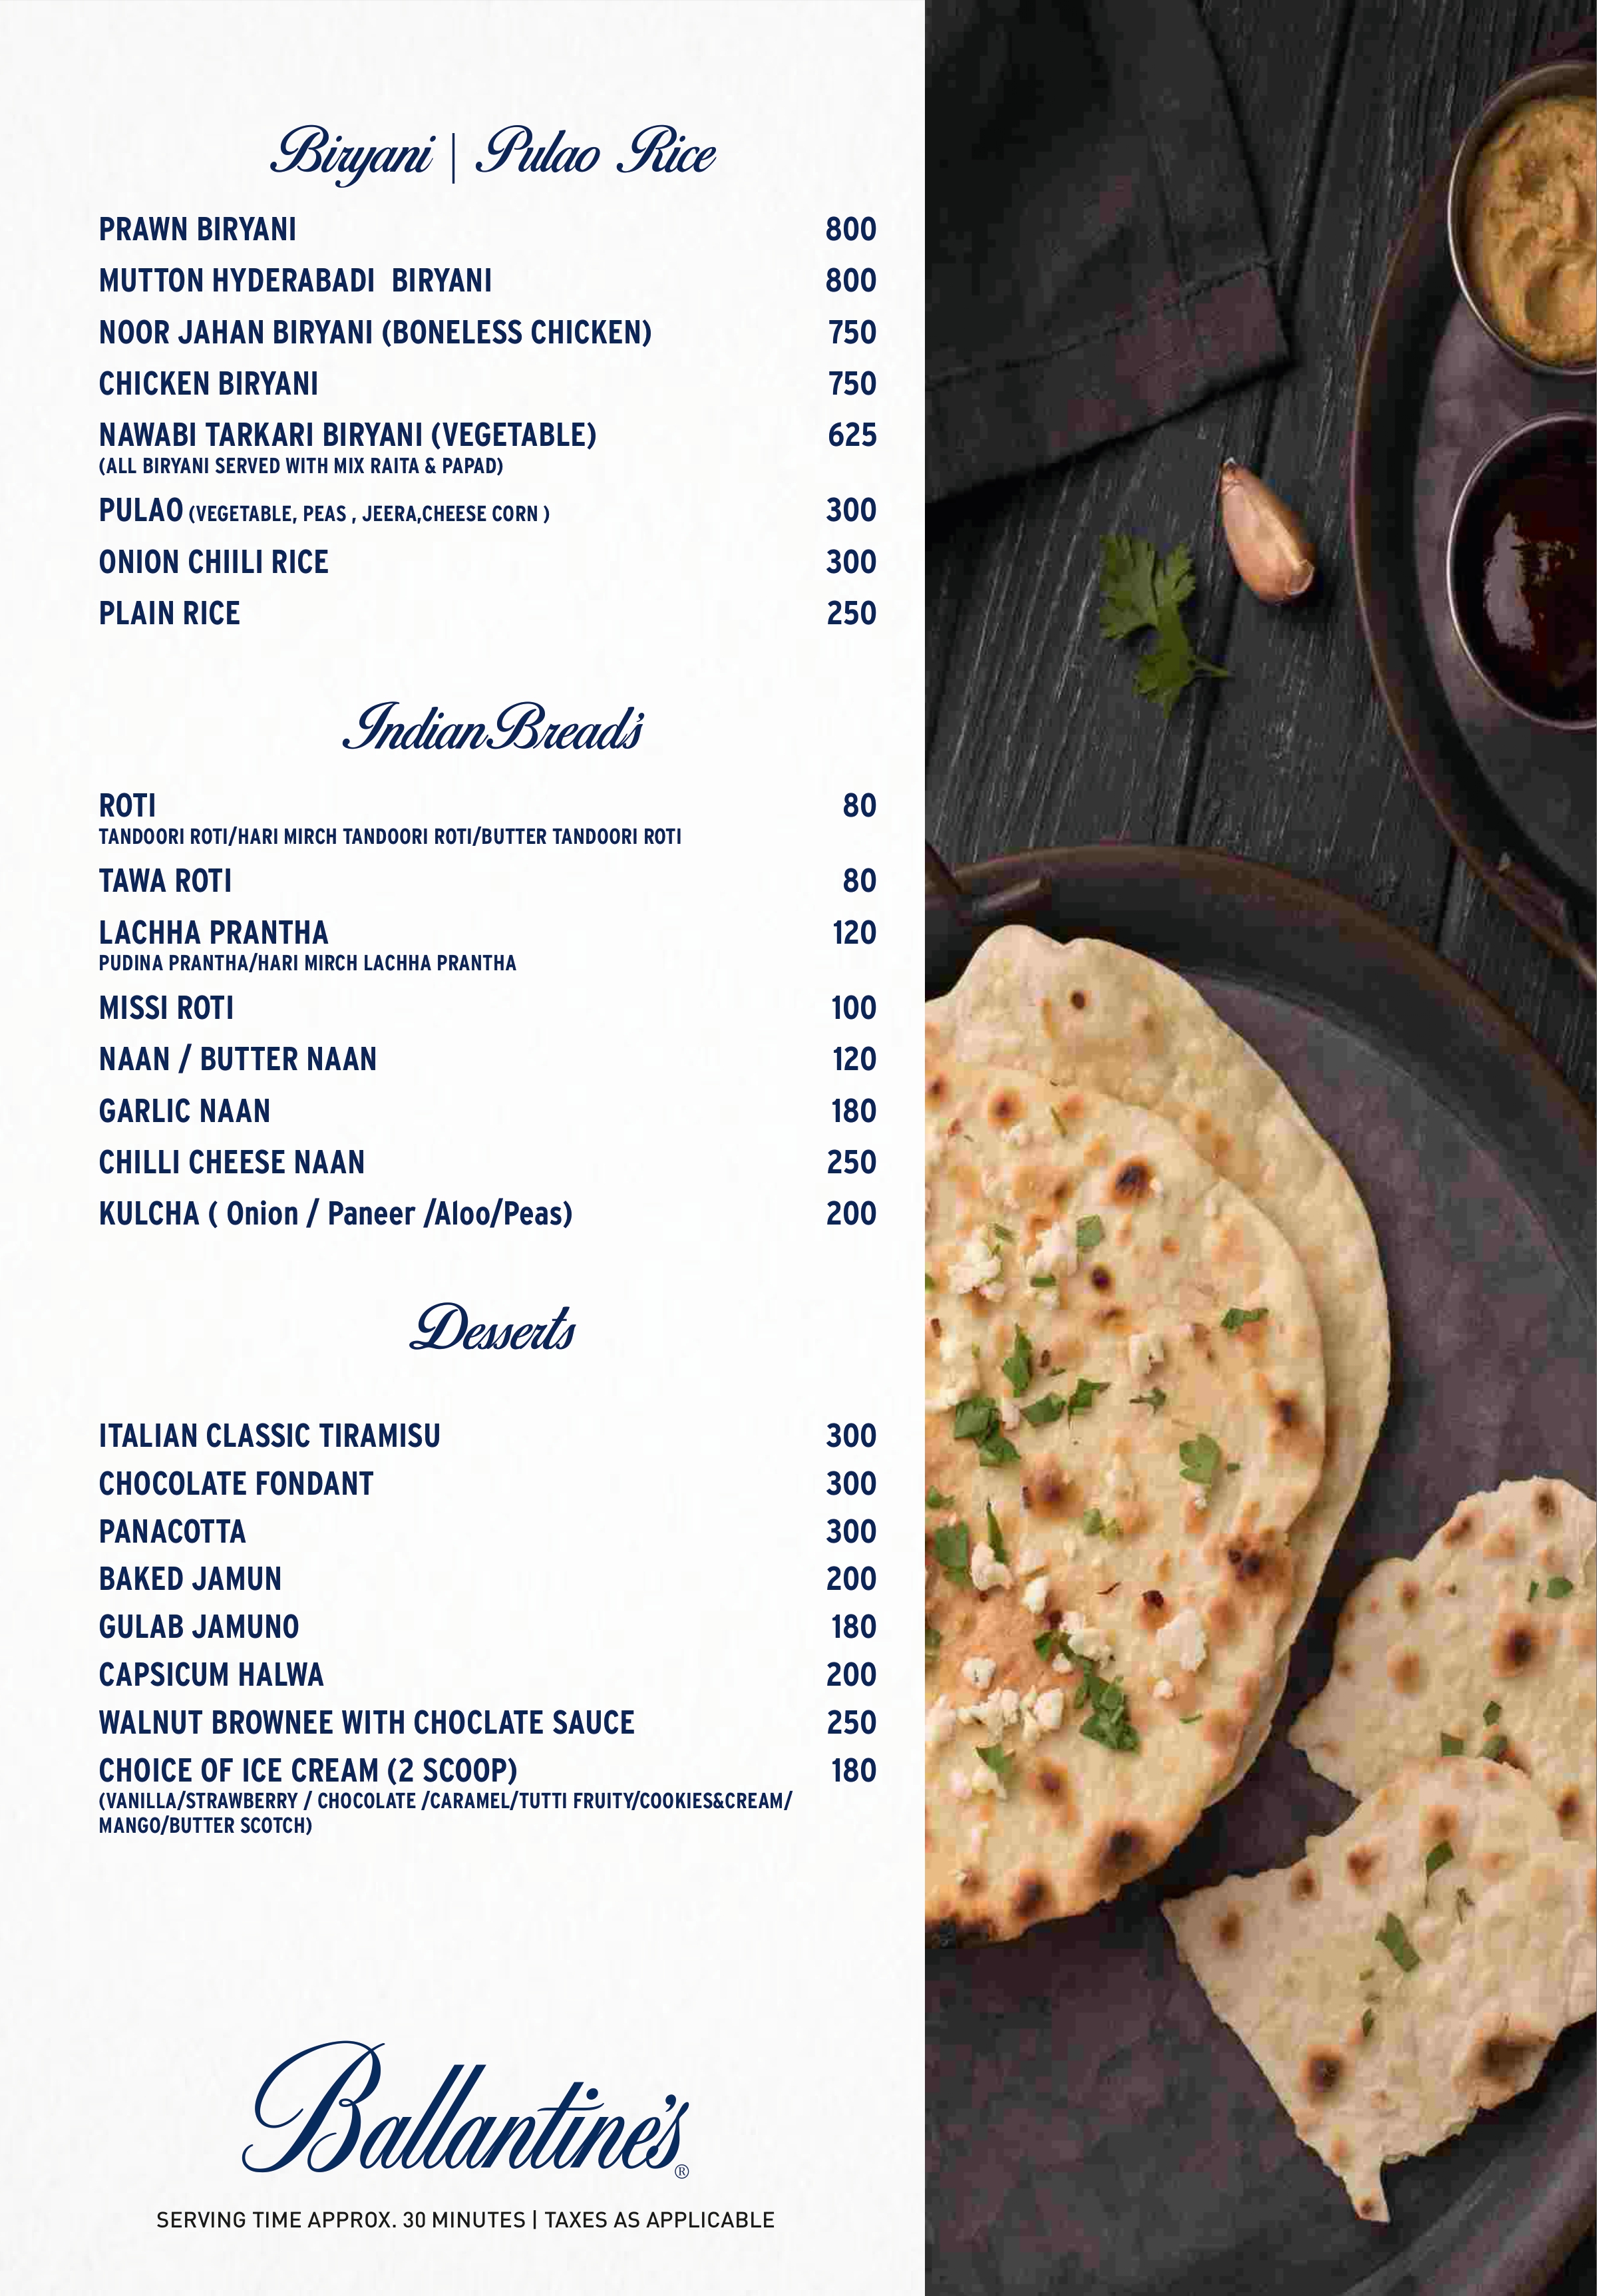 Biryani | Pulao Rice
PRAWN BIRYANI 800
MUTTON HYDERABADI BIRYANI 800
NOOR JAHAN BIRYANI (BONELESS CHICKEN) 750
CHICKEN BIRYANI 750
NAWABI TARKARI BIRYANI (VEGETABLE) 625
(ALL BIRYANI SERVED WITH MIX RAITA & PAPAD)
PULAO (VEGETABLE, PEAS , JEERA,CHEESE CORN ) 300
ONION CHIILI RICE 300
PLAIN RICE 250
Indian Bread's
ROTI 80
TANDOORI ROTI/HARI MIRCH TANDOORI ROTI/BUTTER TANDOORI ROTI
TAWA ROTI 80
LACHHA PRANTHA 120
PUDINA PRANTHA/HARI MIRCH LACHHA PRANTHA
MISSI ROTI 100
NAAN / BUTTER NAAN 120
GARLIC NAAN 180
CHILLI CHEESE NAAN 250
KULCHA ( Onion / Paneer /Aloo/Peas) 200
Desserts
ITALIAN CLASSIC TIRAMISU 300
CHOCOLATE FONDANT 300
PANACOTTA 300
BAKED JAMUN 200
GULAB JAMUNO 180
CAPSICUM HALWA 200
WALNUT BROWNEE WITH CHOCLATE SAUCE 250
CHOICE OF ICE CREAM (2 SCOOP) 180
(VANILLA/STRAWBERRY / CHOCOLATE /CARAMEL/TUTTI FRUITY/COOKIES&CREAM/
MANGO/BUTTER SCOTCH)
Ballantine's®
SERVING TIME APPROX. 30 MINUTES | TAXES AS APPLICABLE